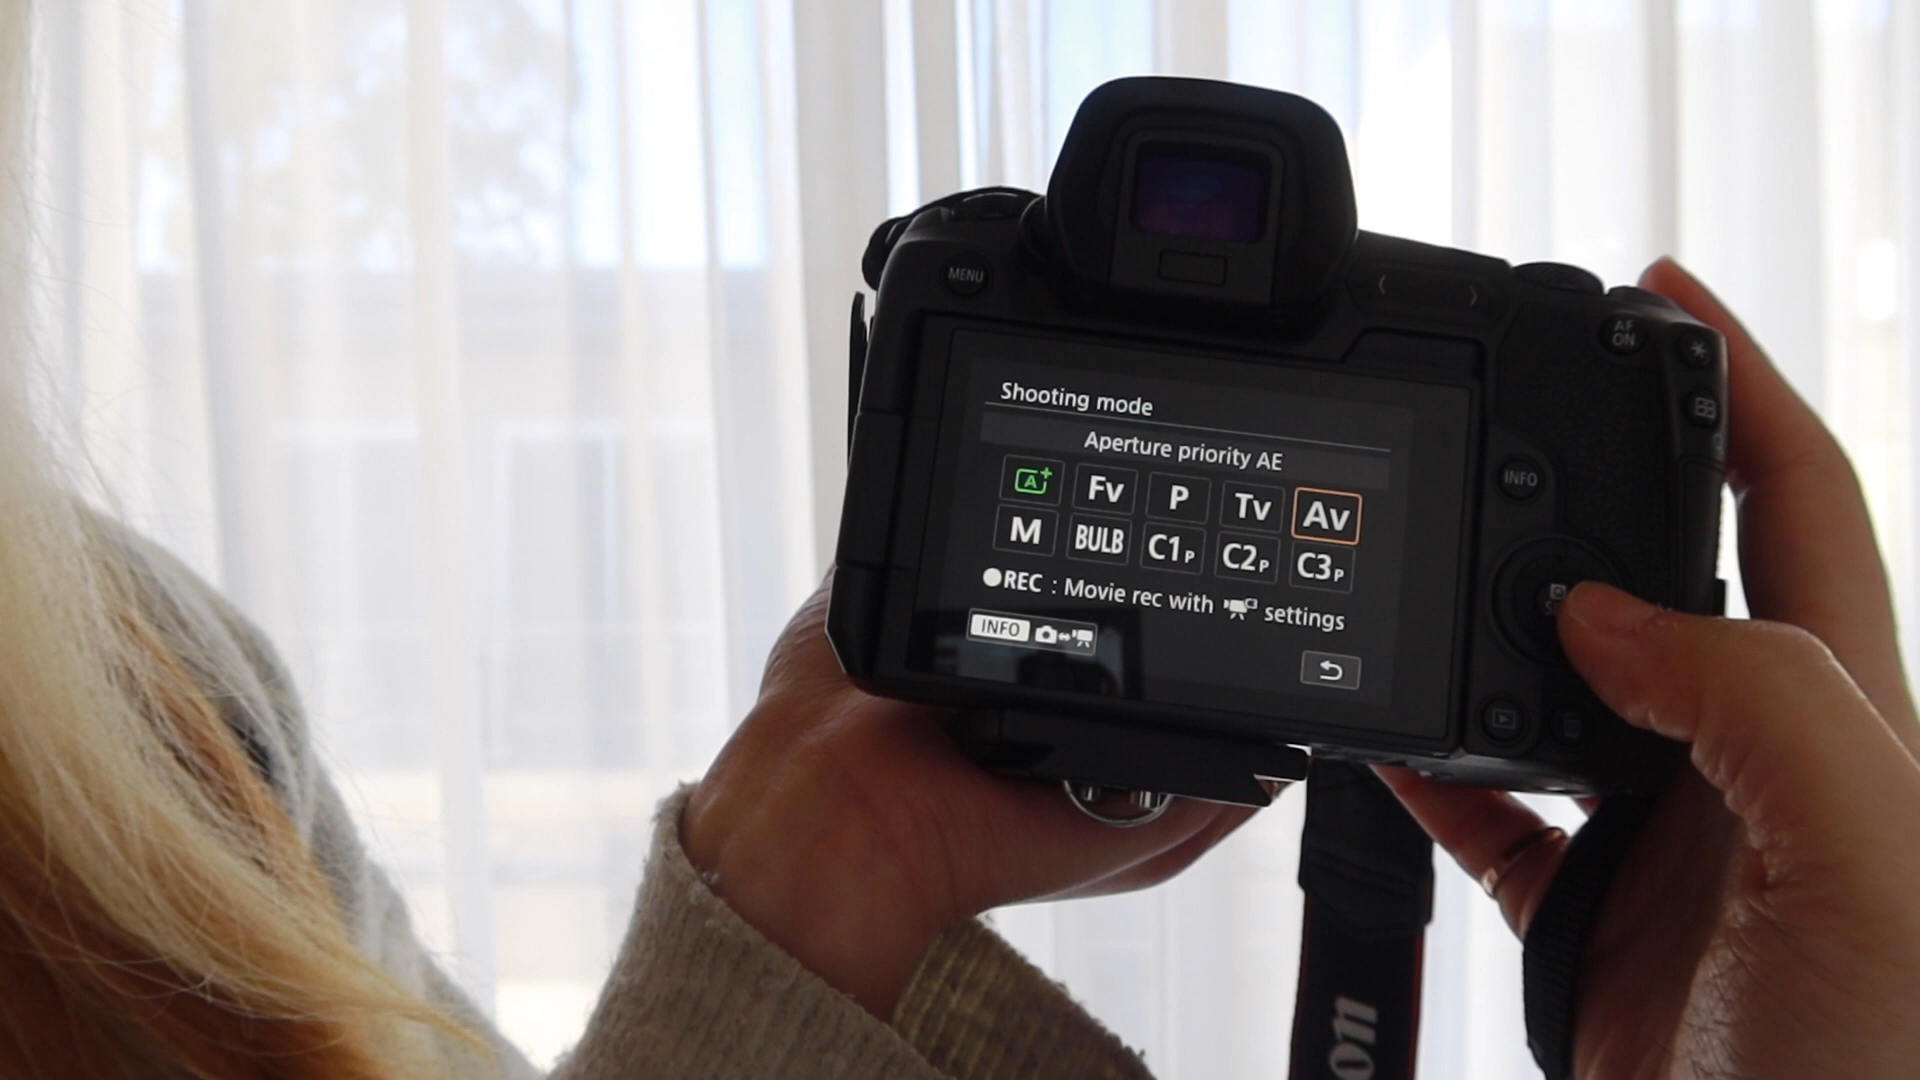 MENU
AF
ON
Shooting mode
Aperture priority AE
A+ Fv P Tv Av
M BULB C1P C2P C3P
●REC : Movie rec with settings
INFO
INFO
on